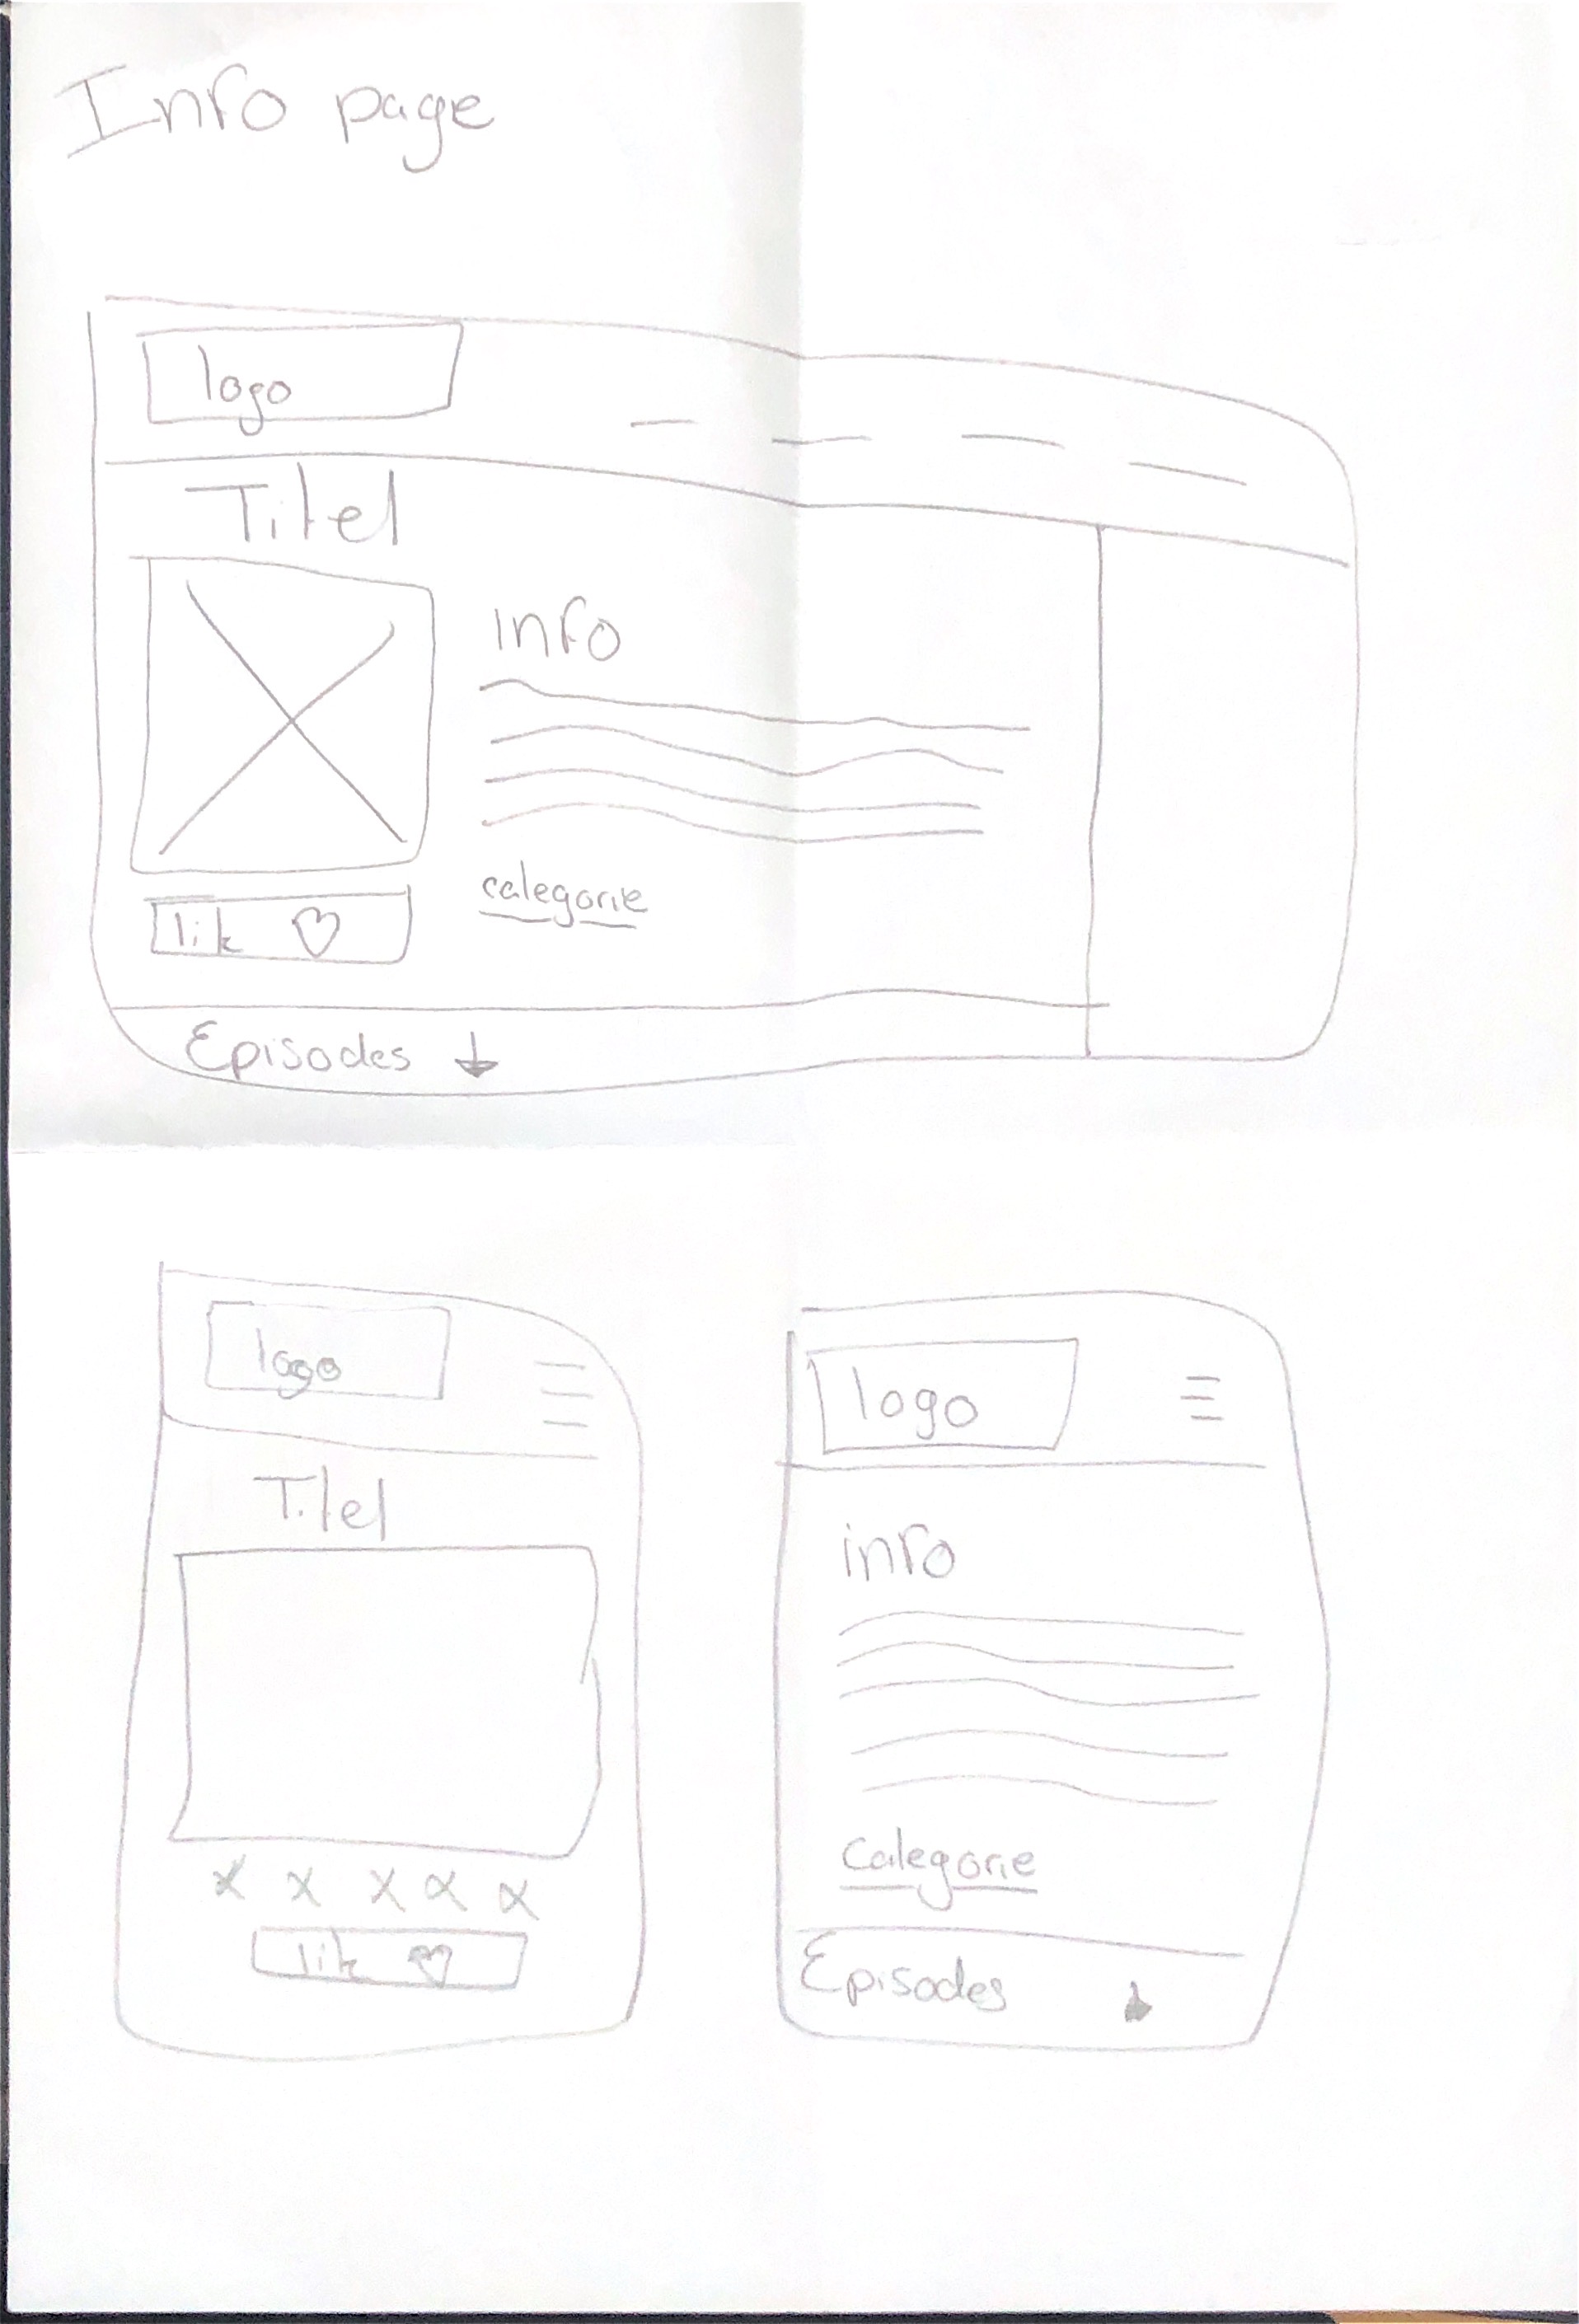 Info page
logo
Titel
info
categorie
lik ♡
Episodes ↓
logo
Titel
x x x x x
lik ♡
logo
info
Categorie
Episodes